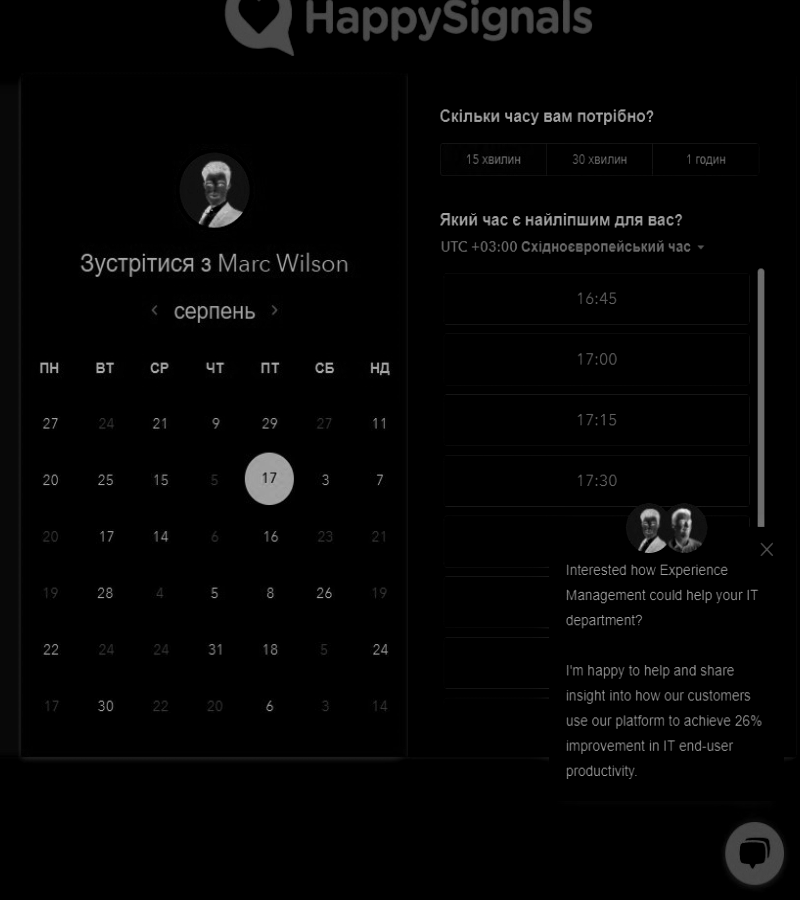 HappySignals
Зустрітися з Marc Wilson
серпень
ПН ВТ СР ЧТ ПТ СБ НД
27 24 21 9 29 27 11
20 25 15 5 17 3 7
20 17 14 6 16 23 21
19 28 4 5 8 26 19
22 24 24 31 18 5 24
17 30 22 20 6 3 14
Скільки часу вам потрібно?
15 хвилин 30 хвилин 1 годин
Який час є найліпшим для вас?
UTC +03:00 Східноєвропейський час
16:45
17:00
17:15
17:30
Interested how Experience
Management could help your IT
department?
I'm happy to help and share
insight into how our customers
use our platform to achieve 26%
improvement in IT end-user
productivity.